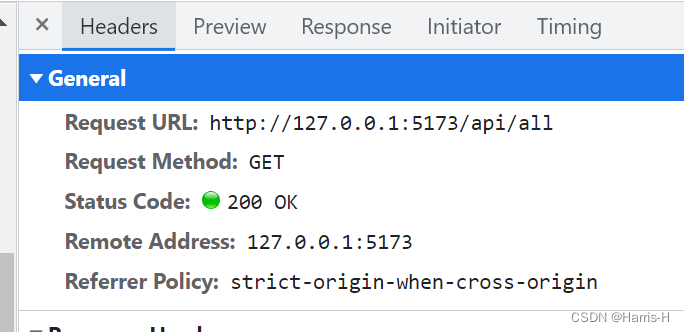 × Headers Preview Response Initiator Timing
General
Request URL: http://127.0.0.1:5173/api/all
Request Method: GET
Status Code: 200 OK
Remote Address: 127.0.0.1:5173
Referrer Policy: strict-origin-when-cross-origin
CSDN @Harris-H